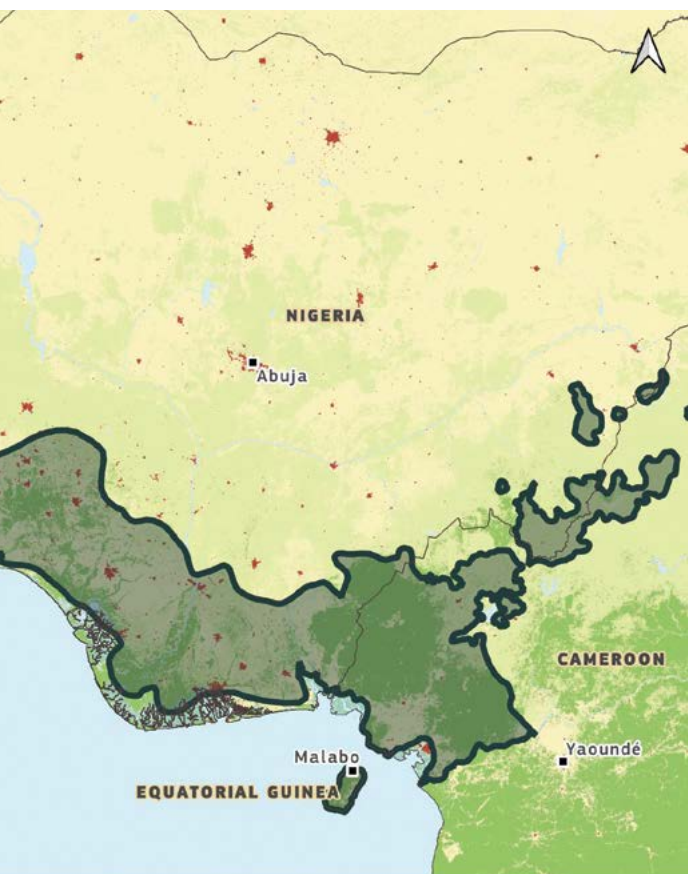 NIGERIA
Abuja
CAMEROON
Yaoundé
Malabo
EQUATORIAL GUINEA